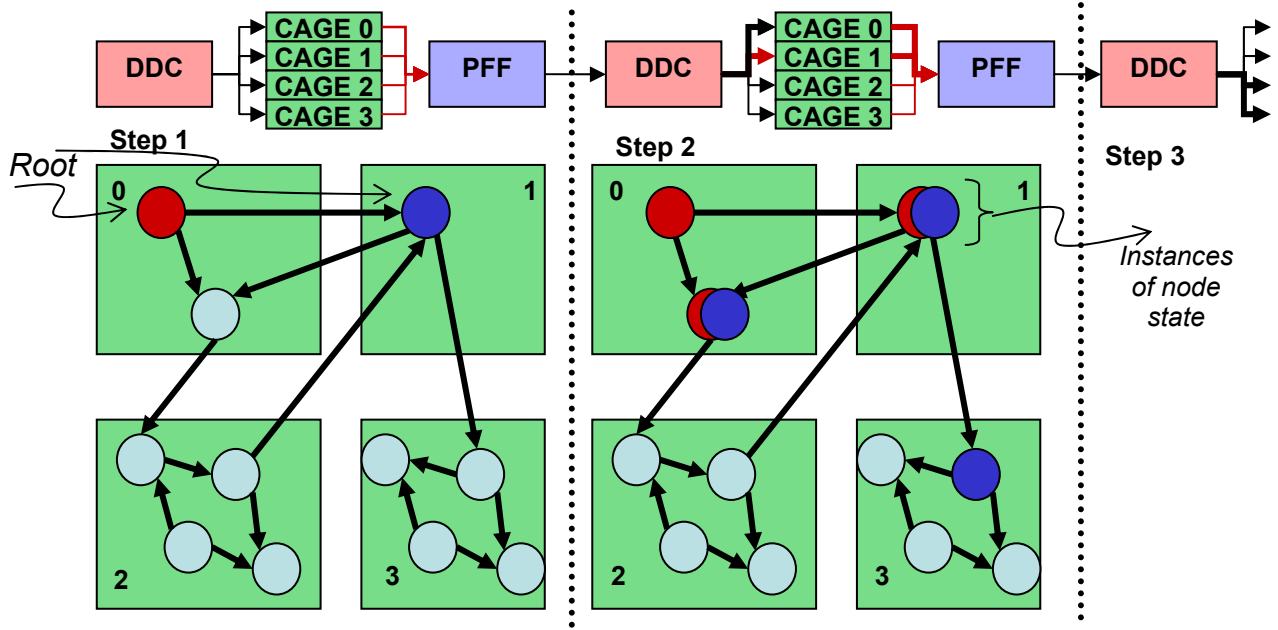 DDC
CAGE 0
CAGE 1
CAGE 2
CAGE 3
PFF
DDC
CAGE 0
CAGE 1
CAGE 2
CAGE 3
PFF
DDC
Step 1
Root
0
1
2
3
Step 2
0
1
2
3
Step 3
Instances
of node
state